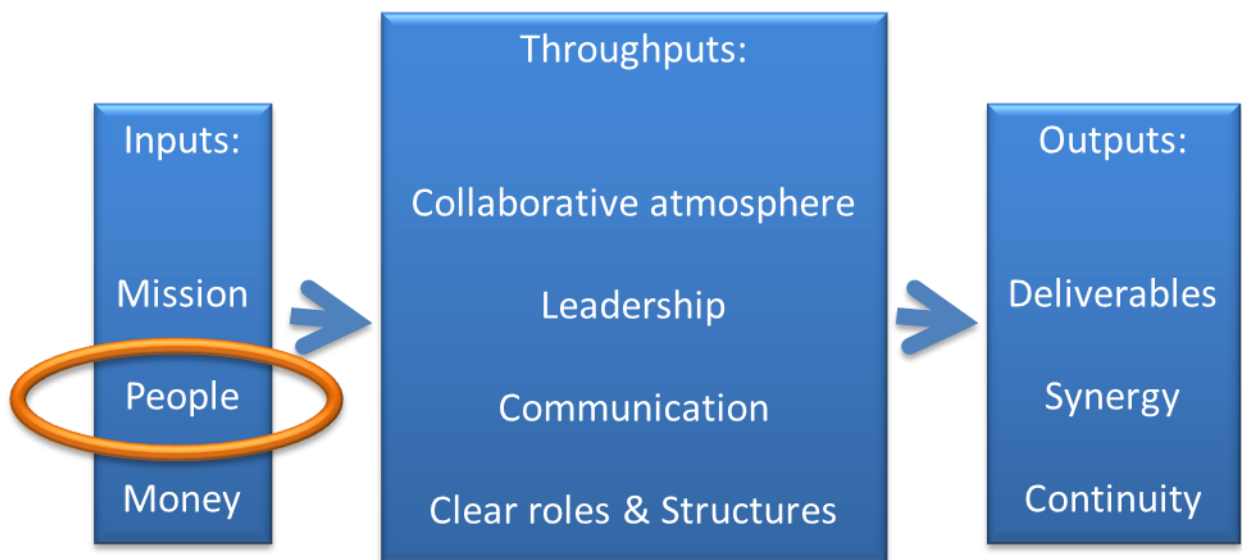 Inputs:
Mission
People
Money
Throughputs:
Collaborative atmosphere
Leadership
Communication
Clear roles & Structures
Outputs:
Deliverables
Synergy
Continuity